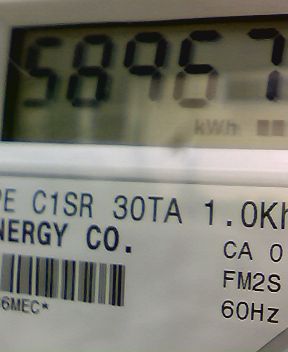 58967
kWh
PE C1SR 30TA 1.0Kh
NERGY CO.
CA 0
FM2S
6MEC*
60Hz